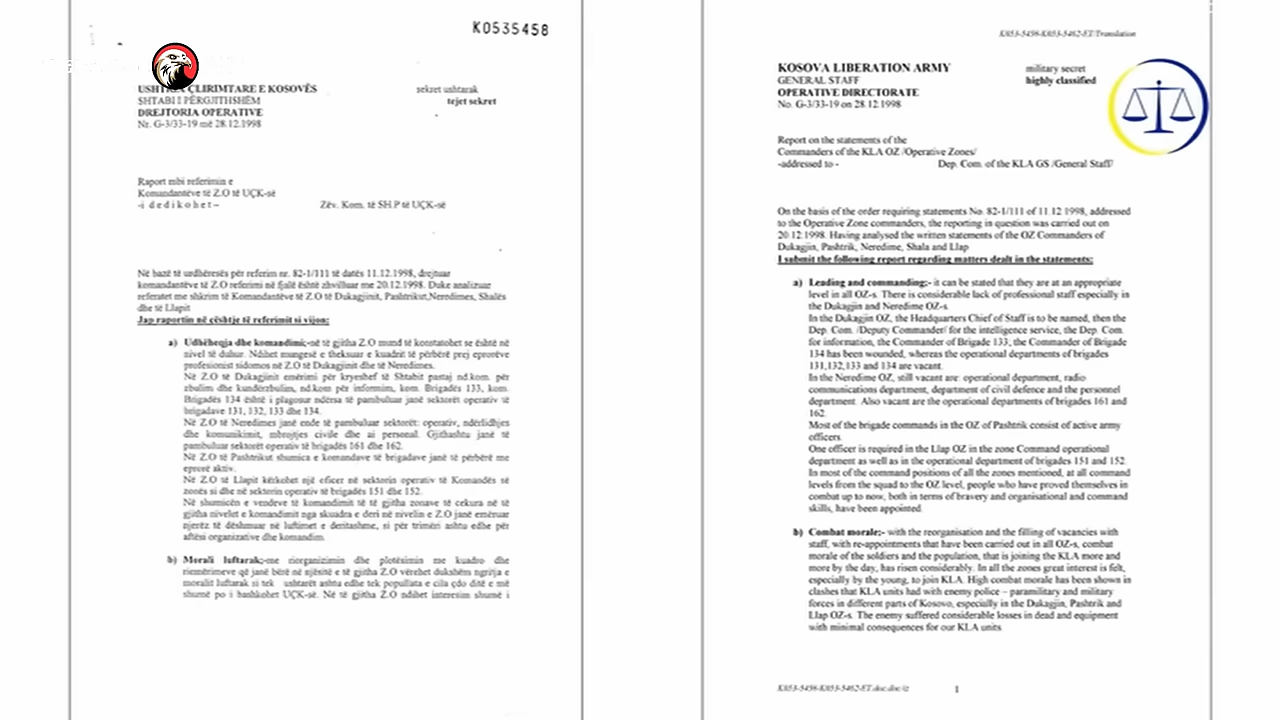 K0535458
USHTRIA ÇLIRIMTARE E KOSOVËS
sekret ushtarak
SHTABI I PËRGJITHSHËM
tejet sekret
DREJTORIA OPERATIVE
Nr. G-3/33-19 më 28.12.1998
Raport mbi referimin e
Komandantëve të Z.O të UÇK-së
-i d e d i k o h e t –
Zëv. Kom. të SH.P të UÇK-së
Në bazë të urdhëresës për referim nr. 82-1/111 të datës 11.12.1998, drejtuar
komandantëve të Z.O referimi në fjalë është zhvilluar me 20.12.1998. Duke analizuar
referatet me shkrim të Komandantëve të Z.O të Dukagjinit, Pashtrikut,Neredimes, Shalës
dhe të Llapit
Jap raportin në çështje të referimit si vijon:
a) Udhëheqja dhe komandimi;-në të gjitha Z.O mund të konstatohet se është në
nivel të duhur. Ndihet mungesë e theksuar e kuadrit të përbërë prej eprorëve
profesionist sidomos në Z.O të Dukagjinit dhe të Neredimes.
Në Z.O të Dukagjinit emërimi për kryeshef të Shtabit pastaj nd.kom. për
zbulim dhe kundërzbulim, nd.kom për informim, kom. Brigadës 133, kom.
Brigadës 134 është i plagosur ndërsa të pambuluar janë sektorët operativ të
brigadave 131, 132, 133 dhe 134.
Në Z.O të Neredimes janë ende të pambuluar sektorët: operativ, ndërlidhjes
dhe komunikimit, mbrojtjes civile dhe ai personal. Gjithashtu janë të
pambuluar sektorët operativ të brigadës 161 dhe 162.
Në Z.O të Pashtrikut shumica e komandave të brigadave janë të përbërë me
eprorë aktiv.
Në Z.O të Llapit kërkohet një eficer në sektorin operativ të Komandës së
zonës si dhe në sektorin operativ të brigadës 151 dhe 152.
Në shumicën e vendeve të komandimit të të gjitha zonave të cekura në të
gjitha nivelet e komandimit nga skuadra e deri në nivelin e Z.O janë emëruar
njerëz të dëshmuar në luftimet e deritashme, si për trimëri ashtu edhe për
aftësi organizative dhe komandim.
b) Morali luftarak;-me riorganizimin dhe plotësimin me kuadro dhe
riemërimeve që janë bërë në njësitë e të gjitha Z.O vërehet dukshëm ngritja e
moralit luftarak si tek ushtarët ashtu edhe tek popullata e cila çdo ditë e më
shumë po i bashkohet UÇK-së. Në të gjitha Z.O ndihet interesim shumë i
K053-5458-K053-5462-ET/Translation
KOSOVA LIBERATION ARMY
military secret
GENERAL STAFF
highly classified
OPERATIVE DIRECTORATE
No. G-3/33-19 on 28.12.1998
Report on the statements of the
Commanders of the KLA OZ /Operative Zones/
-addressed to -
Dep. Com. of the KLA GS /General Staff/
On the basis of the order requiring statements No. 82-1/111 of 11.12.1998, addressed
to the Operative Zone commanders, the reporting in question was carried out on
20.12.1998. Having analysed the written statements of the OZ Commanders of
Dukagjin, Pashtrik, Neredime, Shala and Llap
I submit the following report regarding matters dealt in the statements:
a) Leading and commanding;- it can be stated that they are at an appropriate
level in all OZ-s. There is considerable lack of professional staff especially in
the Dukagjin and Neredime OZ-s.
In the Dukagjin OZ, the Headquarters Chief of Staff is to be named, then the
Dep. Com. /Deputy Commander/ for the intelligence service, the Dep. Com.
for information, the Commander of Brigade 133; the Commander of Brigade
134 has been wounded, whereas the operational departments of brigades
131,132,133 and 134 are vacant.
In the Neredime OZ, still vacant are: operational department, radio
communications department, department of civil defence and the personnel
department. Also vacant are the operational departments of brigades 161 and
162.
Most of the brigade commands in the OZ of Pashtrik consist of active army
officers.
One officer is required in the Llap OZ in the zone Command operational
department as well as in the operational department of brigades 151 and 152.
In most of the command positions of all the zones mentioned, at all command
levels from the squad to the OZ level, people who have proved themselves in
combat up to now, both in terms of bravery and organisational and command
skills, have been appointed.
b) Combat morale;- with the reorganisation and the filling of vacancies with
staff, with re-appointments that have been carried out in all OZ-s, combat
morale of the soldiers and the population, that is joining the KLA more and
more by the day, has risen considerably. In all the zones great interest is felt,
especially by the young, to join KLA. High combat morale has been shown in
clashes that KLA units had with enemy police – paramilitary and military
forces in different parts of Kosovo, especially in the Dukagjin, Pashtrik and
Llap OZ-s. The enemy suffered considerable losses in dead and equipment
with minimal consequences for our KLA units.
K053-5458-K053-5462-ET.doc.doc/iz
1